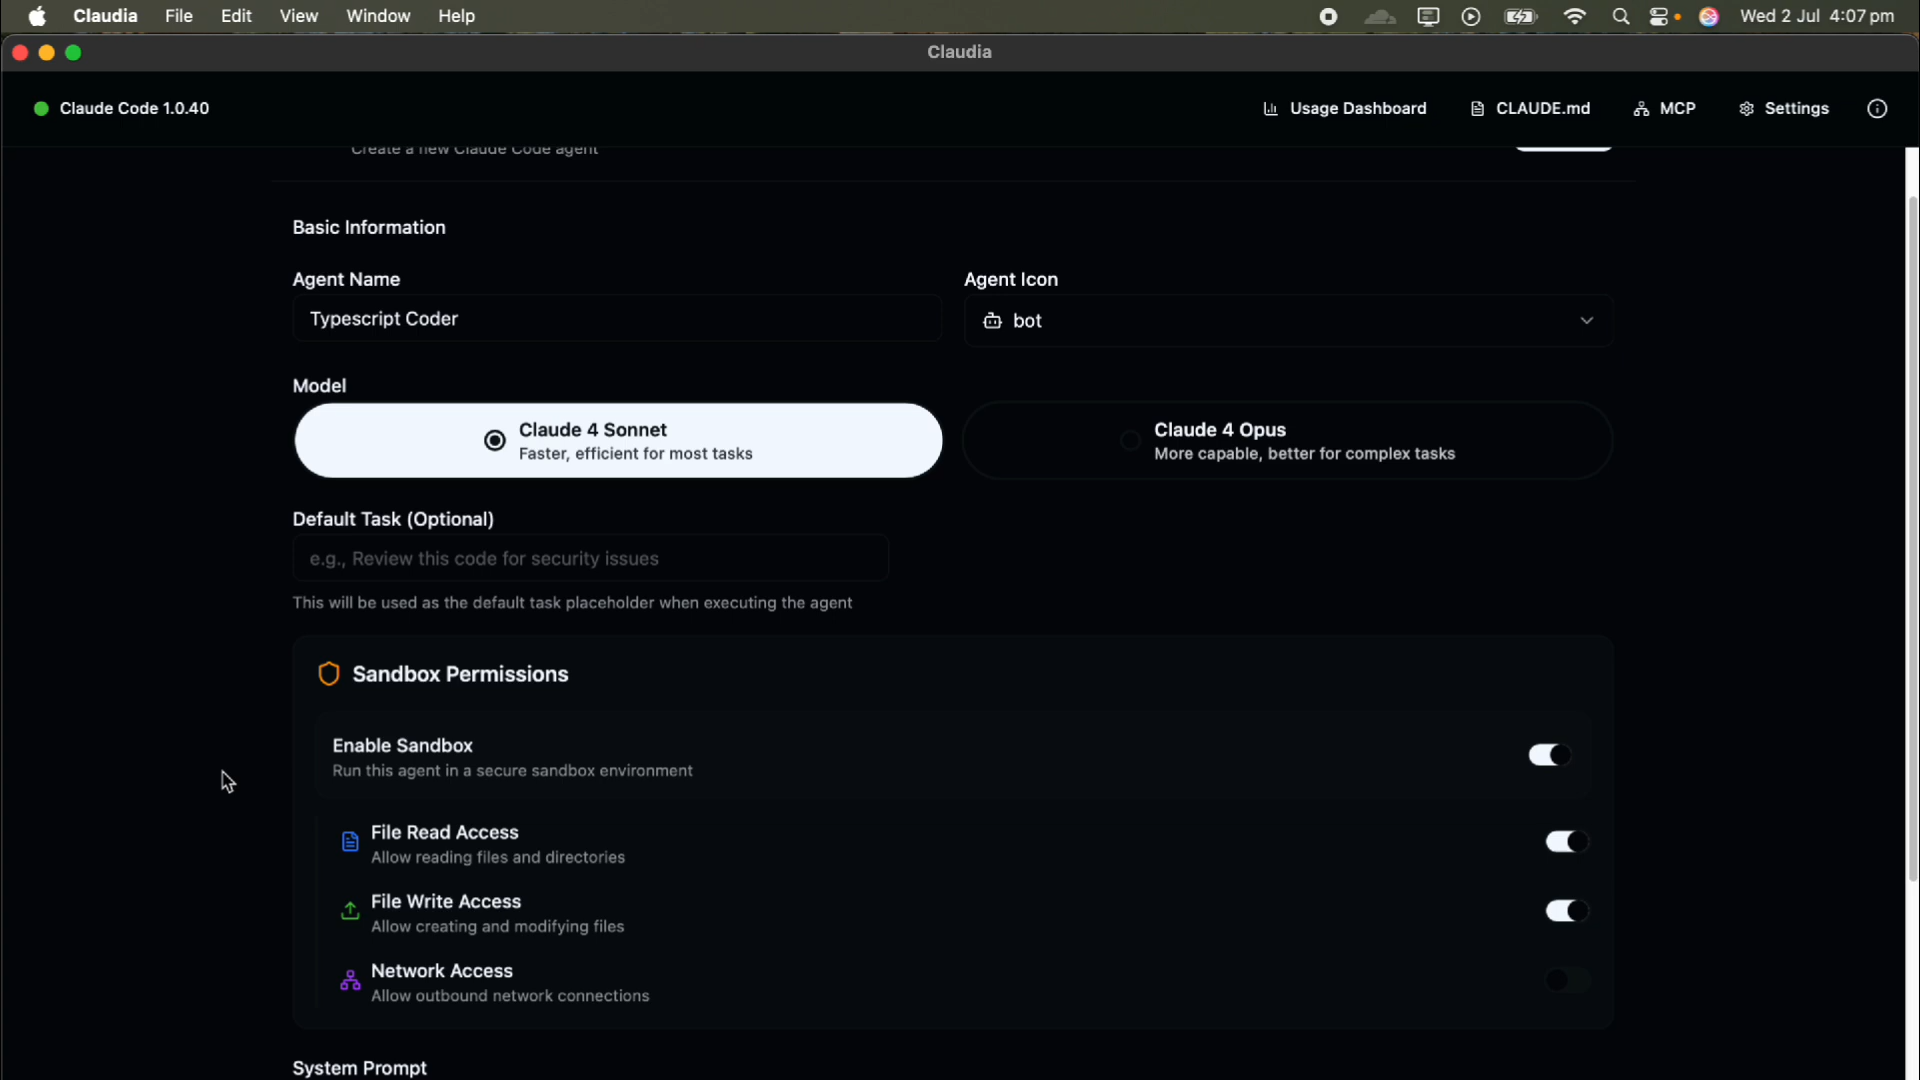 Claudia File Edit View Window Help Wed 2 Jul 4:07 pm
Claudia
Claude Code 1.0.40 Usage Dashboard CLAUDE.md MCP Settings
Create a new Claude Code agent
Basic Information
Agent Name Agent Icon
Typescript Coder bot
Model
Claude 4 Sonnet Claude 4 Opus
Faster, efficient for most tasks More capable, better for complex tasks
Default Task (Optional)
e.g., Review this code for security issues
This will be used as the default task placeholder when executing the agent
Sandbox Permissions
Enable Sandbox
Run this agent in a secure sandbox environment
File Read Access
Allow reading files and directories
File Write Access
Allow creating and modifying files
Network Access
Allow outbound network connections
System Prompt